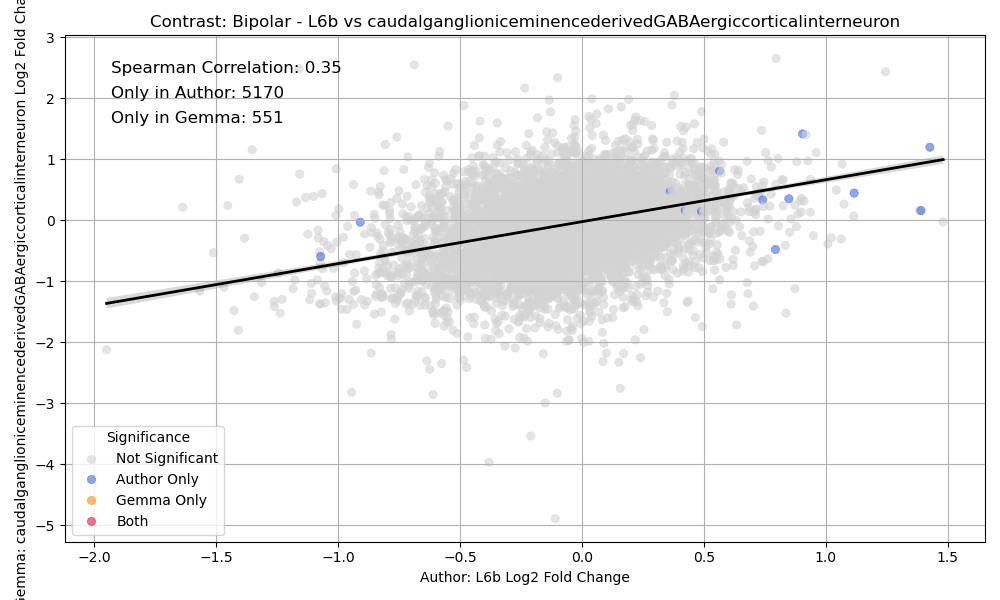 Contrast: Bipolar - L6b vs caudalganglioniceminencederivedGABAergiccorticalinterneuron
Spearman Correlation: 0.35
Only in Author: 5170
Only in Gemma: 551
3
2
1
0
−1
−2
−3
−4
−5
caudalganglioniceminencederivedGABAergiccorticalinterneuron Log2 Fold
Significance
Not Significant
Author Only
Gemma Only
Both
−2.0
−1.5
−1.0
−0.5
0.0
0.5
1.0
1.5
Author: L6b Log2 Fold Change